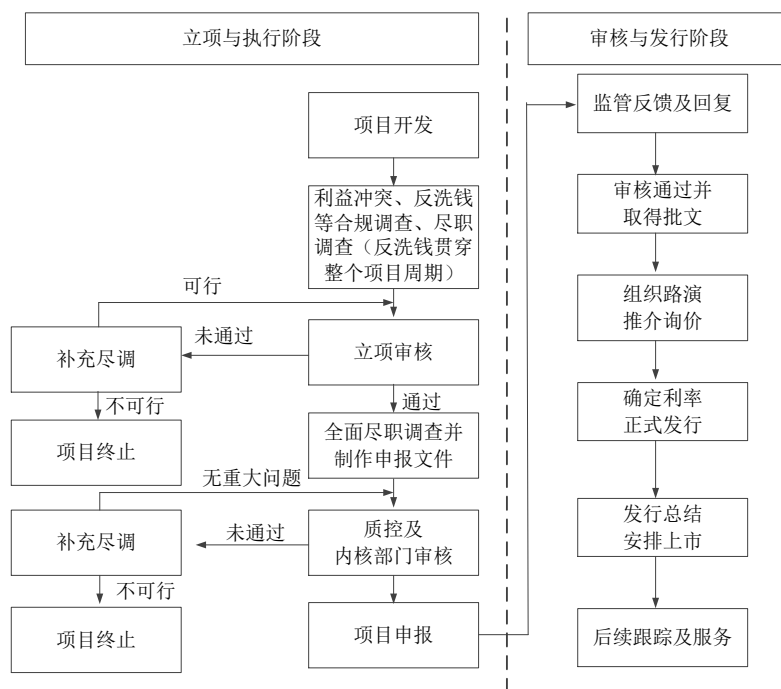 立项与执行阶段
项目开发
利益冲突、反洗钱
等合规调查、尽职
调查（反洗钱贯穿
整个项目周期）
可行
立项审核
未通过
补充尽调
不可行
项目终止
通过
全面尽职调查并
制作申报文件
无重大问题
质控及
内核部门审核
未通过
补充尽调
不可行
项目终止
项目申报
审核与发行阶段
监管反馈及回复
审核通过并
取得批文
组织路演
推介询价
确定利率
正式发行
发行总结
安排上市
后续跟踪及服务